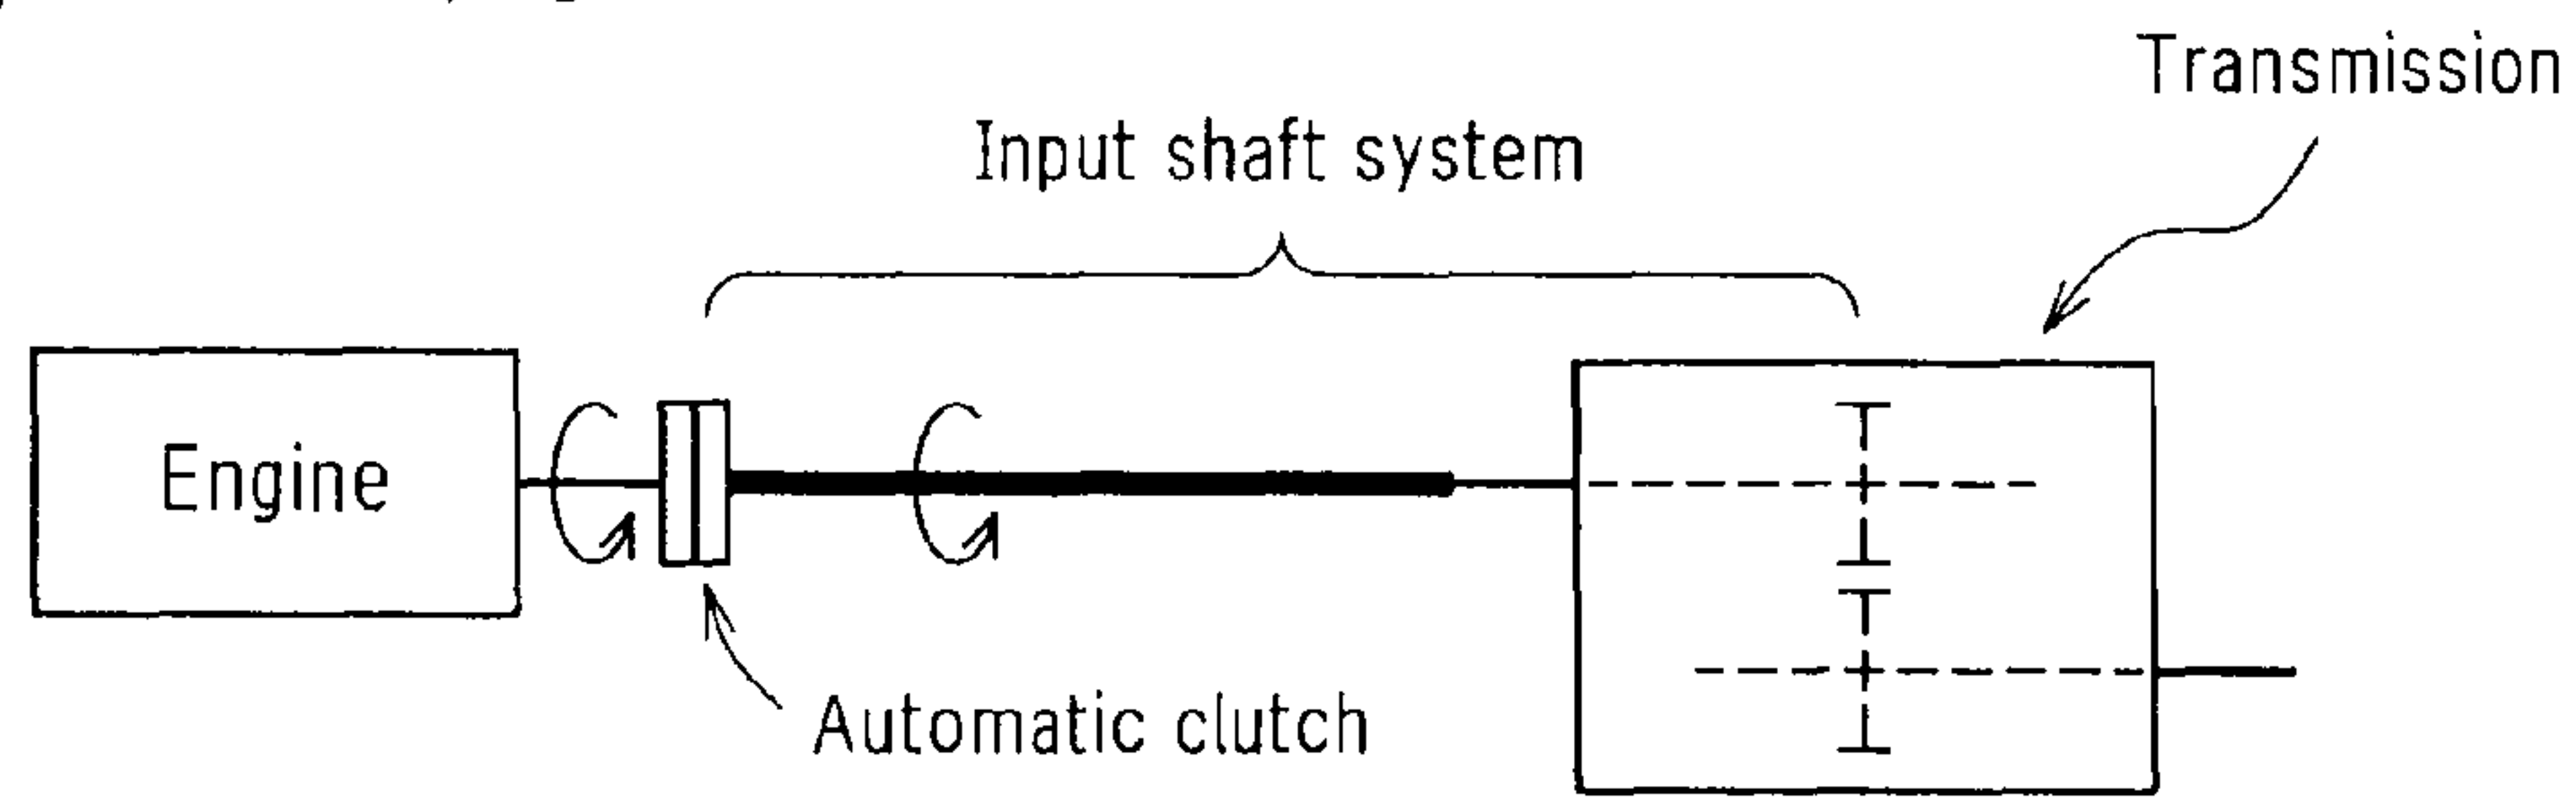 Transmission
Input shaft system
Engine
Automatic clutch